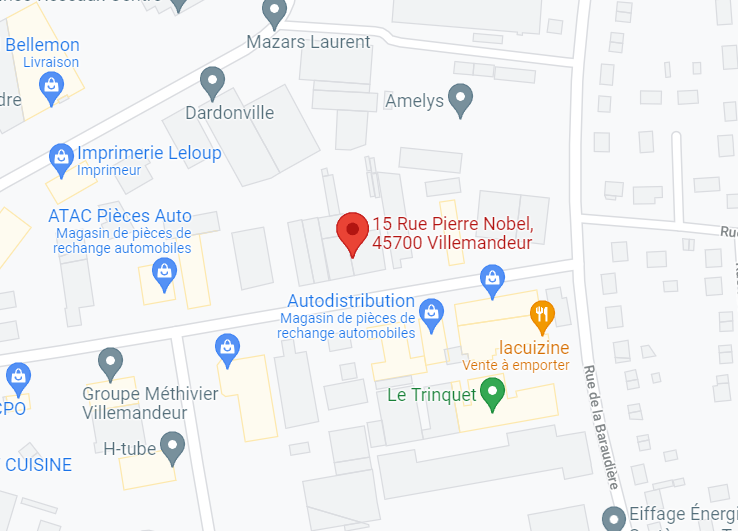 Bellemon
Livraison
Mazars Laurent
dre
Dardonville
Amelys
Imprimerie Leloup
Imprimeur
ATAC Pièces Auto
Magasin de pièces de
rechange automobiles
15 Rue Pierre Nobel,
45700 Villemandeur
Rue
Autodistribution
Magasin de pièces de
rechange automobiles
lacuizine
Vente à emporter
Groupe Méthivier
Villemandeur
Le Trinquet
Rue de la Baraudière
CPO
H-tube
CUISINE
Eiffage Énergi